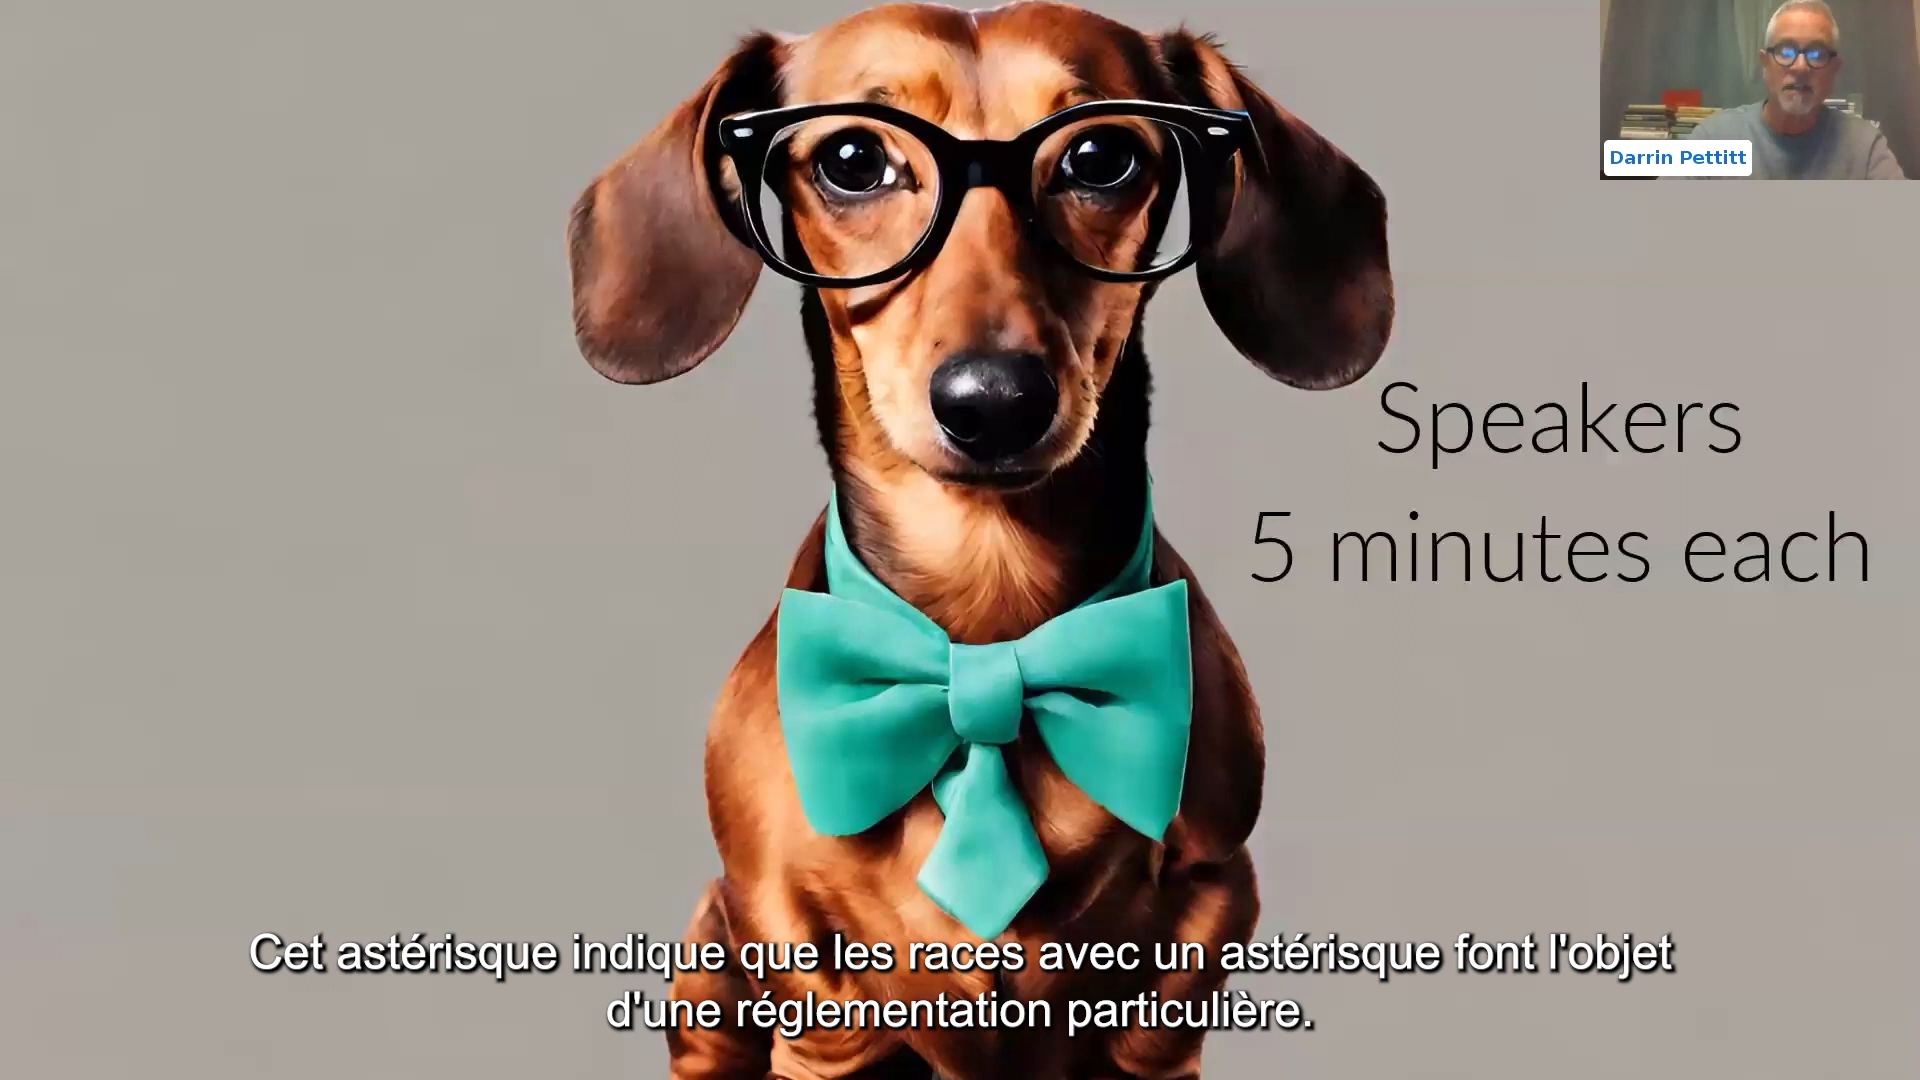 Darrin Pettitt
Speakers
5 minutes each
Cet astérisque indique que les races avec un astérisque font l'objet
d'une réglementation particulière.